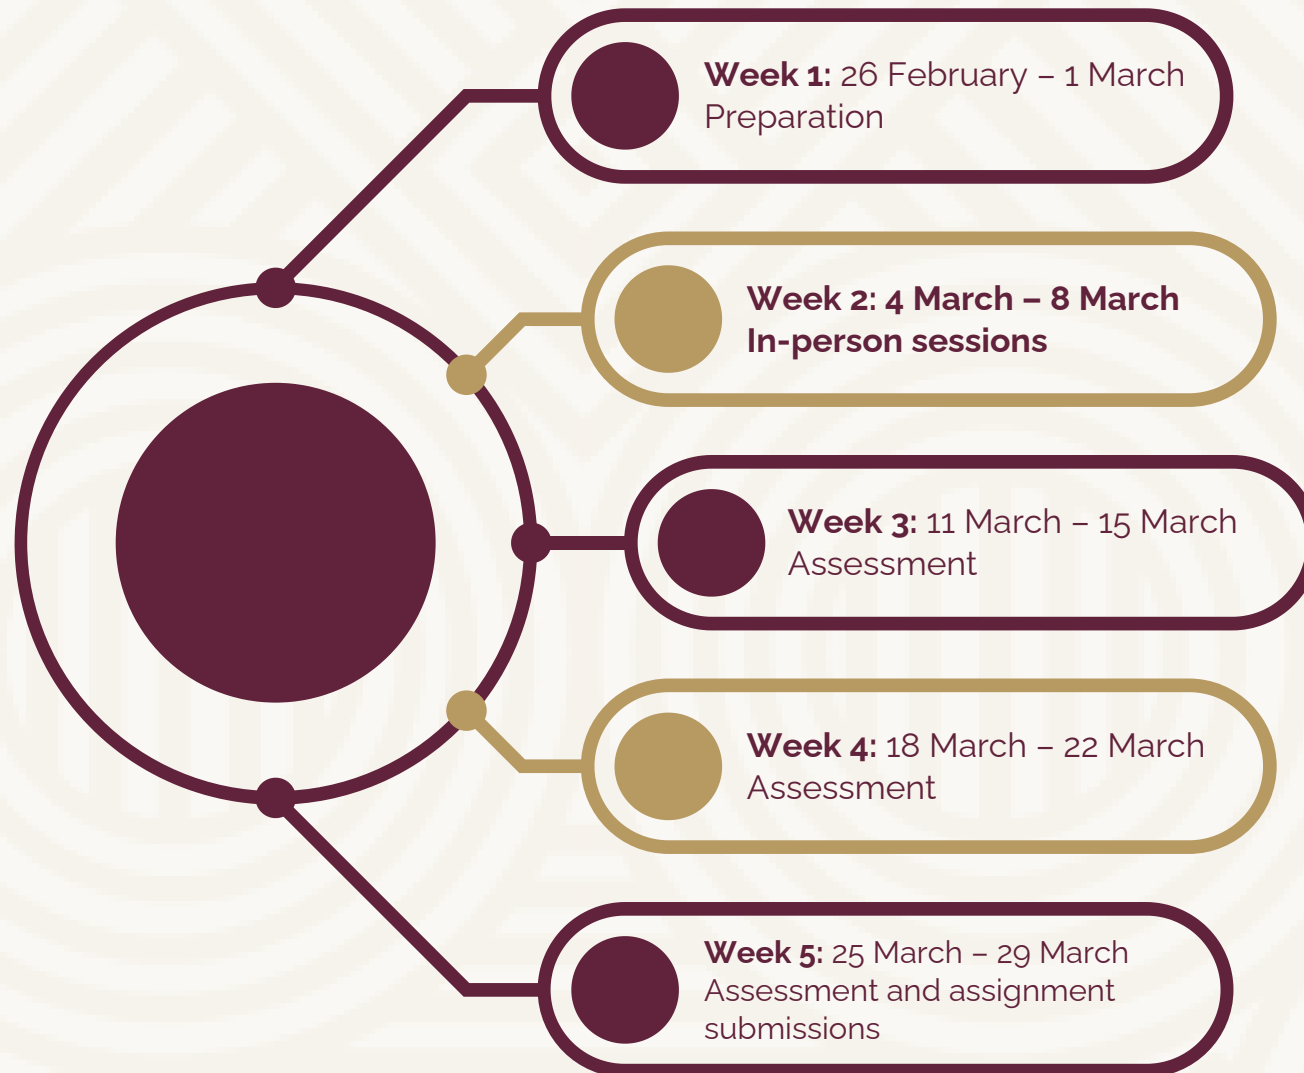 Week 1: 26 February – 1 March
Preparation
Week 2: 4 March – 8 March
In-person sessions
Week 3: 11 March – 15 March
Assessment
Week 4: 18 March – 22 March
Assessment
Week 5: 25 March – 29 March
Assessment and assignment
submissions